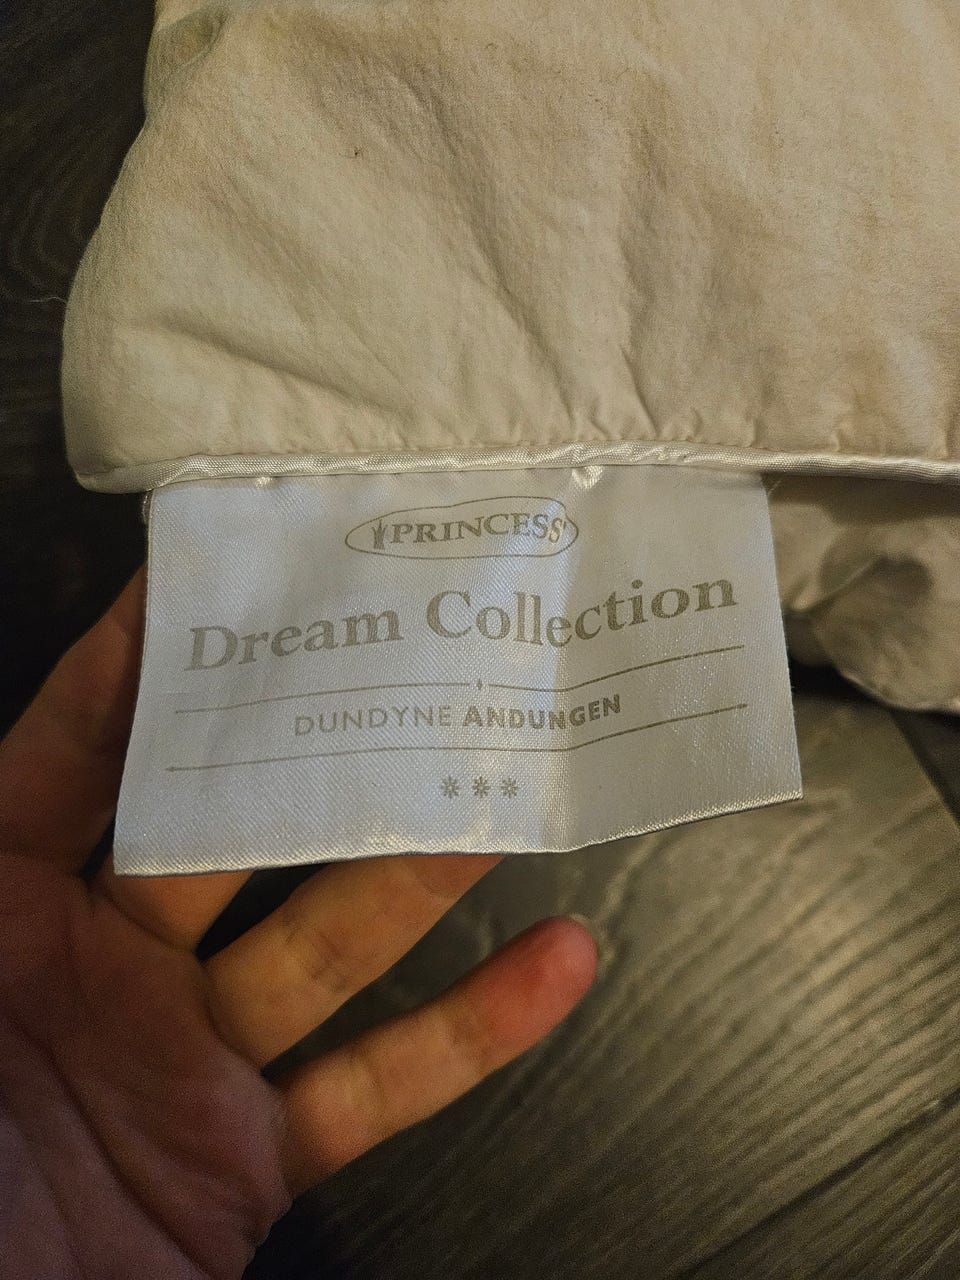 PRINCESS
Dream Collection
DUNDYNE ANDUNGEN
***